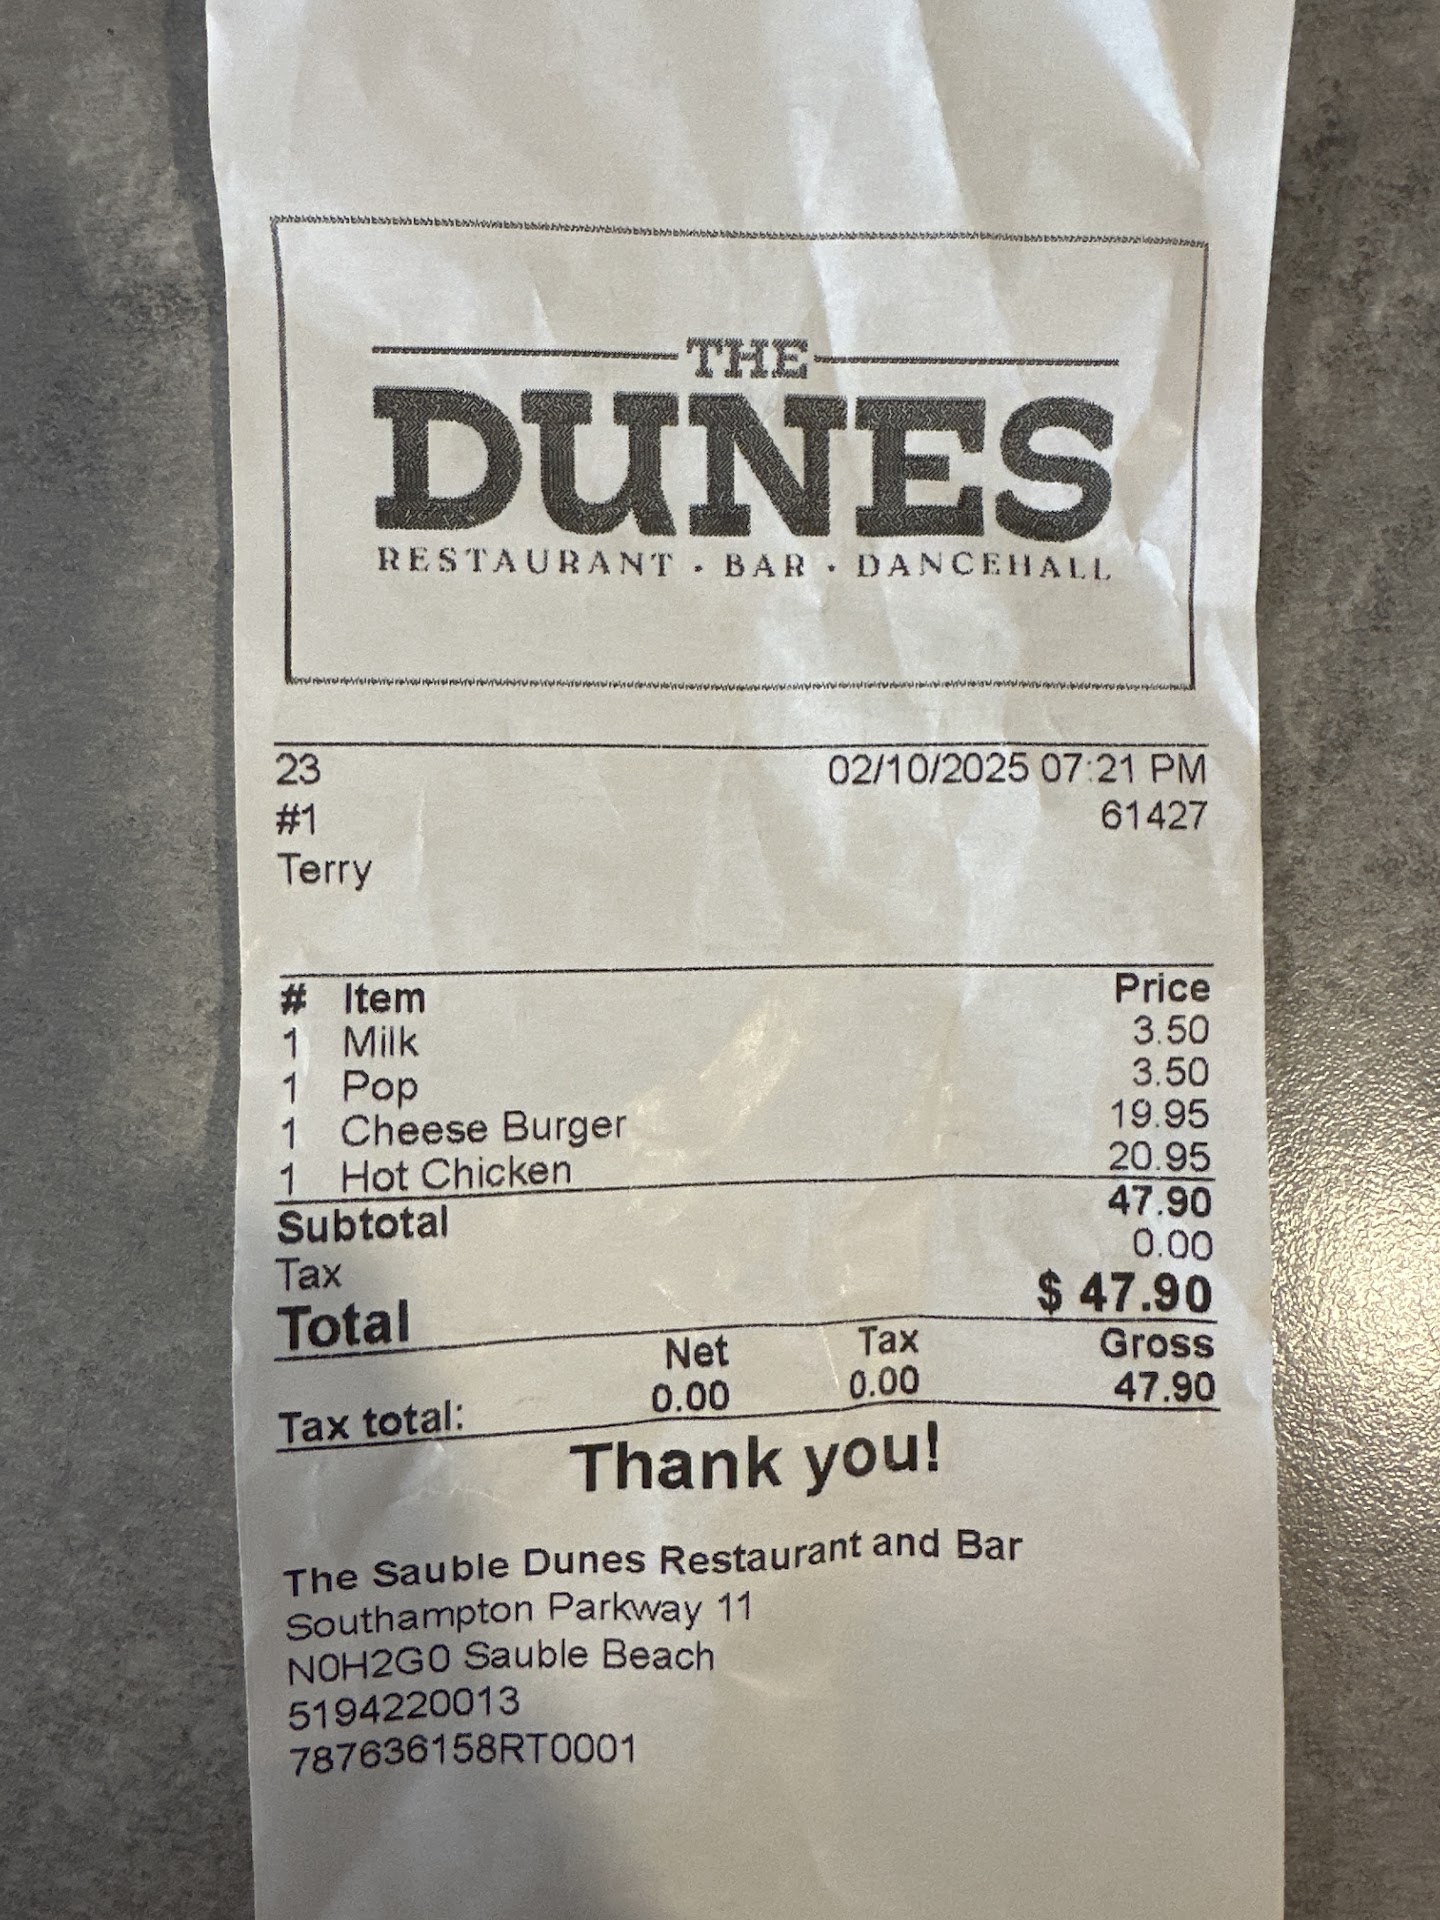 THE
DUNES
RESTAURANT · BAR · DANCEHALL
23 02/10/2025 07:21 PM
#1 61427
Terry
# Item Price
1 Milk 3.50
1 Pop 3.50
1 Cheese Burger 19.95
1 Hot Chicken 20.95
Subtotal 47.90
Tax 0.00
Total $ 47.90
Net Tax Gross
Tax total: 0.00 0.00 47.90
Thank you!
The Sauble Dunes Restaurant and Bar
Southampton Parkway 11
N0H2G0 Sauble Beach
5194220013
787636158RT0001